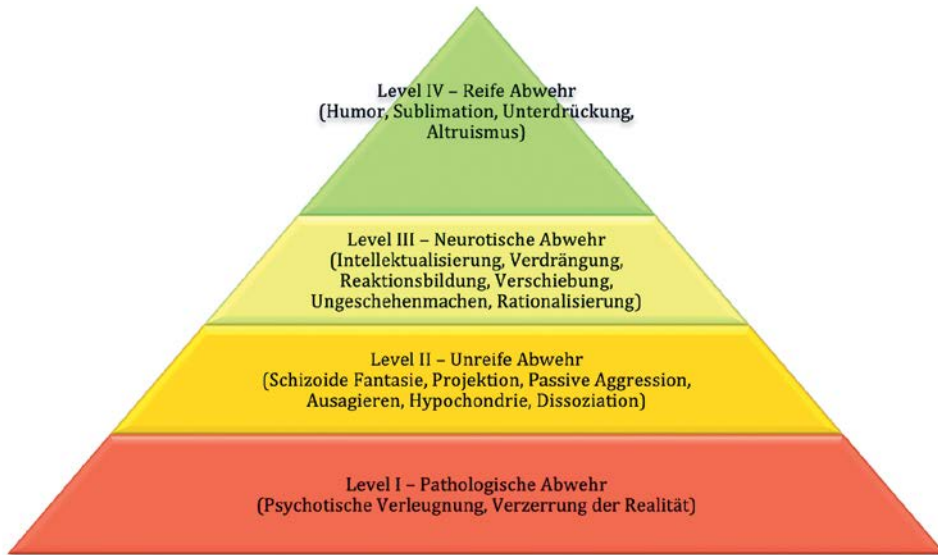 Level IV – Reife Abwehr
(Humor, Sublimation, Unterdrückung,
Altruismus)
Level III – Neurotische Abwehr
(Intellektualisierung, Verdrängung,
Reaktionsbildung, Verschiebung,
Ungeschehenmachen, Rationalisierung)
Level II – Unreife Abwehr
(Schizoide Fantasie, Projektion, Passive Aggression,
Ausagieren, Hypochondrie, Dissoziation)
Level I – Pathologische Abwehr
(Psychotische Verleugnung, Verzerrung der Realität)